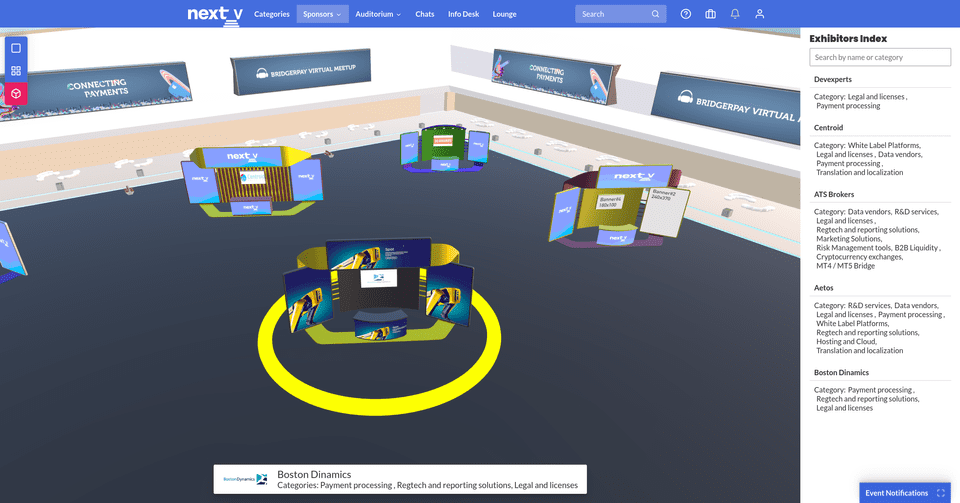 next_v
Categories
Sponsors
Auditorium
Chats
Info Desk
Lounge
Search
CONNECTING
PAYMENTS
BRIDGERPAY VIRTUAL MEETUP
CONNECTING
PAYMENTS
BRIDGERPAY VIRTUAL
next_v
next_v
next_v
next_v
next_v
Banner#4
180x100
Banner#2
240x370
Exhibitors Index
Search by name or category
Devexperts
Category: Legal and licenses ,
Payment processing
Centroid
Category: White Label Platforms,
Legal and licenses , Data vendors,
Payment processing ,
Translation and localization
ATS Brokers
Category: Data vendors, R&D services,
Legal and licenses ,
Regtech and reporting solutions,
Marketing Solutions,
Risk Management tools, B2B Liquidity ,
Cryptocurrency exchanges,
MT4 / MT5 Bridge
Aetos
Category: R&D services, Data vendors,
Legal and licenses , Payment processing ,
White Label Platforms,
Regtech and reporting solutions,
Hosting and Cloud,
Translation and localization
Boston Dinamics
Category: Payment processing ,
Regtech and reporting solutions,
Legal and licenses
BostonDynamics
Boston Dinamics
Categories: Payment processing , Regtech and reporting solutions, Legal and licenses
Event Notifications